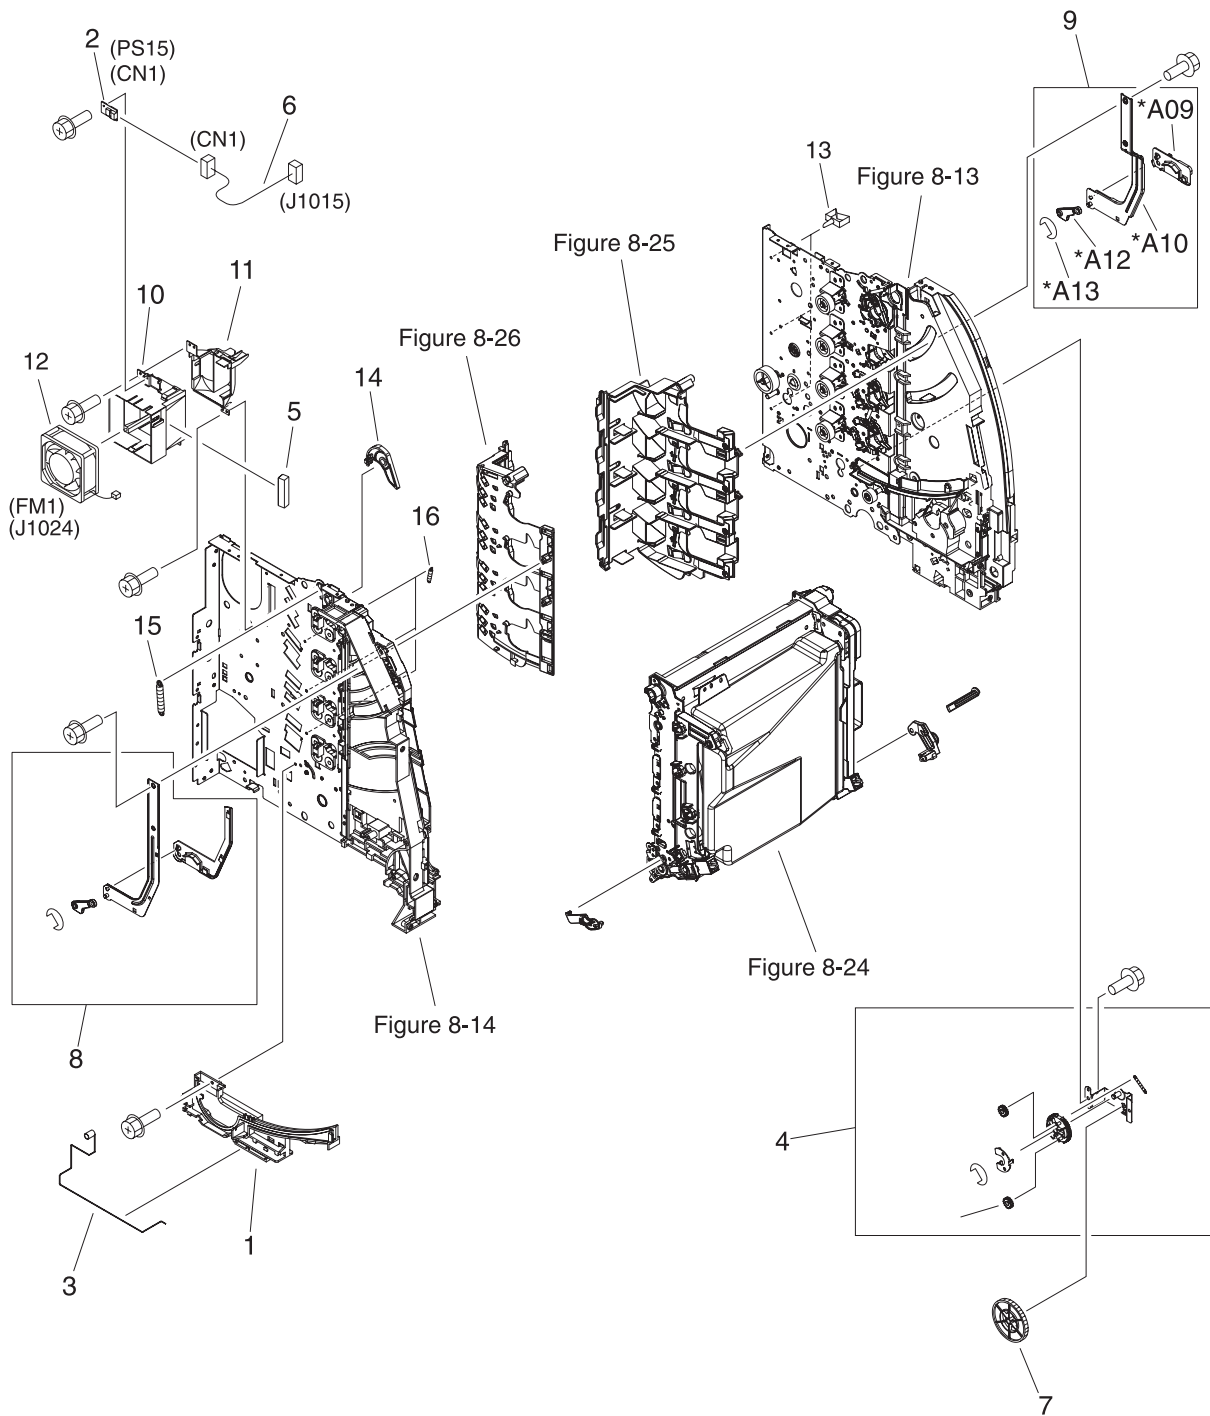 9
2 (PS15)
(CN1)
6
(CN1)
(J1015)
*A09
13
Figure 8-13
*A10
*A12
*A13
Figure 8-25
11
10
Figure 8-26
12
14
5
(FM1)
(J1024)
16
15
Figure 8-24
Figure 8-14
8
4
1
3
7